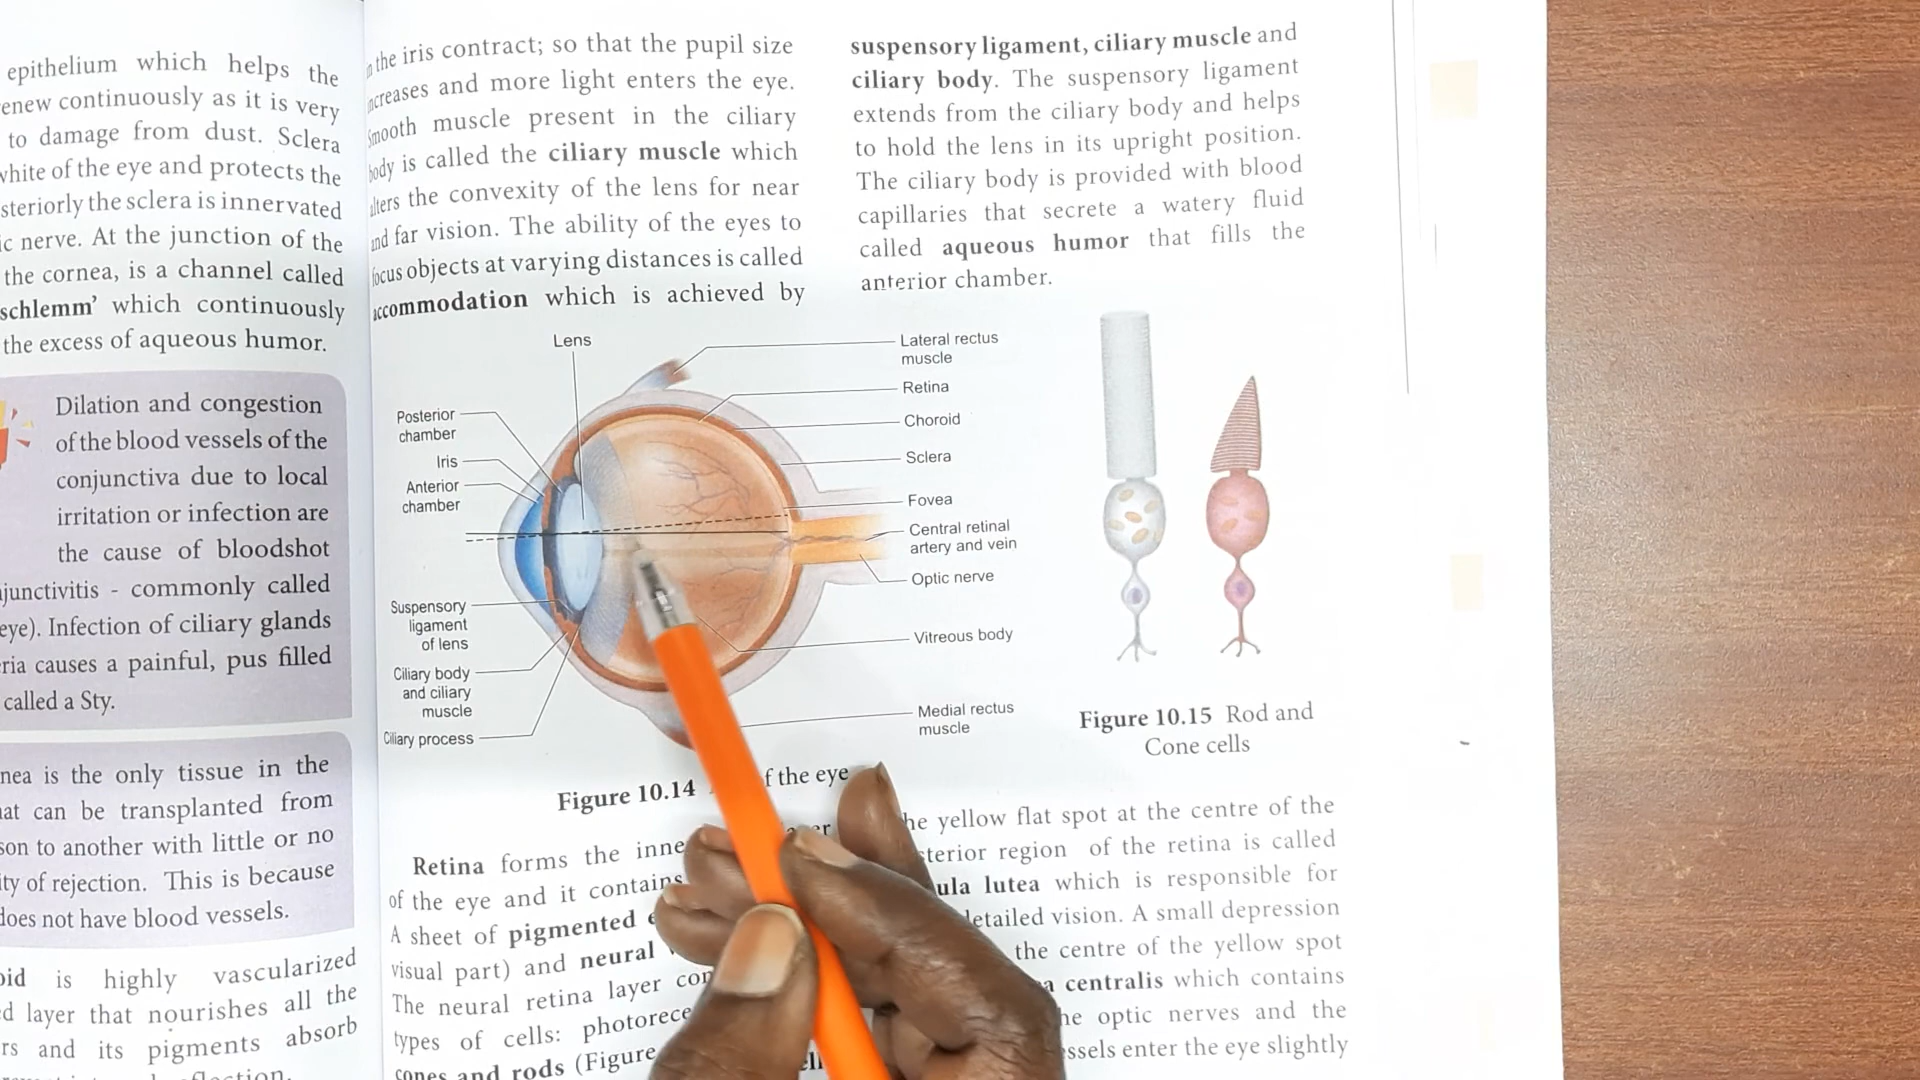 epithelium which helps the
enew continuously as it is very
to damage from dust. Sclera
white of the eye and protects the
steriorly the sclera is innervated
ic nerve. At the junction of the
the cornea, is a channel called
schlemm’ which continuously
the excess of aqueous humor.
Dilation and congestion
of the blood vessels of the
conjunctiva due to local
irritation or infection are
the cause of bloodshot
junctivitis - commonly called
eye). Infection of ciliary glands
ria causes a painful, pus filled
called a Sty.
nea is the only tissue in the
at can be transplanted from
son to another with little or no
ity of rejection. This is because
does not have blood vessels.
oid is highly vascularized
d layer that nourishes all the
rs and its pigments absorb
the iris contract; so that the pupil size
ncreases and more light enters the eye.
Smooth muscle present in the ciliary
body is called the ciliary muscle which
alters the convexity of the lens for near
and far vision. The ability of the eyes to
focus objects at varying distances is called
accommodation which is achieved by
suspensory ligament, ciliary muscle and
ciliary body. The suspensory ligament
extends from the ciliary body and helps
to hold the lens in its upright position.
The ciliary body is provided with blood
capillaries that secrete a watery fluid
called aqueous humor that fills the
anterior chamber.
Lens
Posterior
chamber
Iris
Anterior
chamber
Suspensory
ligament
of lens
Ciliary body
and ciliary
muscle
Ciliary process
Lateral rectus
muscle
Retina
Choroid
Sclera
Fovea
Central retinal
artery and vein
Optic nerve
Vitreous body
Medial rectus
muscle
Figure 10.14 f the eye
Figure 10.15 Rod and
Cone cells
Retina forms the inne
of the eye and it contains
A sheet of pigmented e
visual part) and neural
The neural retina layer con
types of cells: photorece
cones and rods (Figure
he yellow flat spot at the centre of the
sterior region of the retina is called
ula lutea which is responsible for
detailed vision. A small depression
the centre of the yellow spot
a centralis which contains
he optic nerves and the
ssels enter the eye slightly